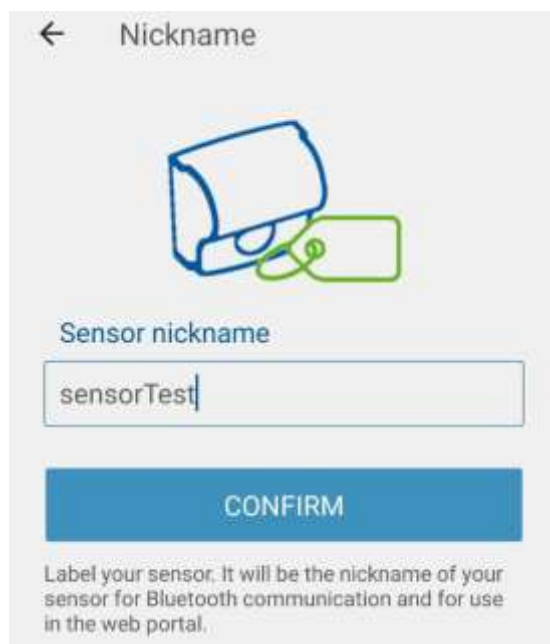 Nickname
Sensor nickname
sensorTest
CONFIRM
Label your sensor. It will be the nickname of your
sensor for Bluetooth communication and for use
in the web portal.